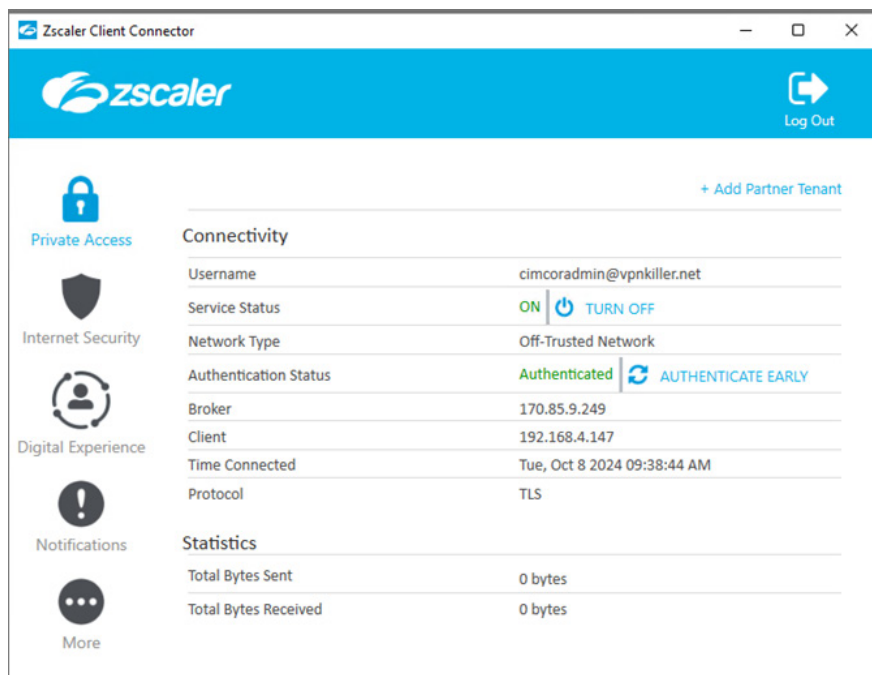 Zscaler Client Connector
zscaler
Log Out
+ Add Partner Tenant
Private Access
Connectivity
Username cimcoradmin@vpnkiller.net
Service Status ON TURN OFF
Internet Security
Network Type Off-Trusted Network
Authentication Status Authenticated AUTHENTICATE EARLY
Broker 170.85.9.249
Client 192.168.4.147
Digital Experience
Time Connected Tue, Oct 8 2024 09:38:44 AM
Protocol TLS
Notifications
Statistics
Total Bytes Sent 0 bytes
Total Bytes Received 0 bytes
More